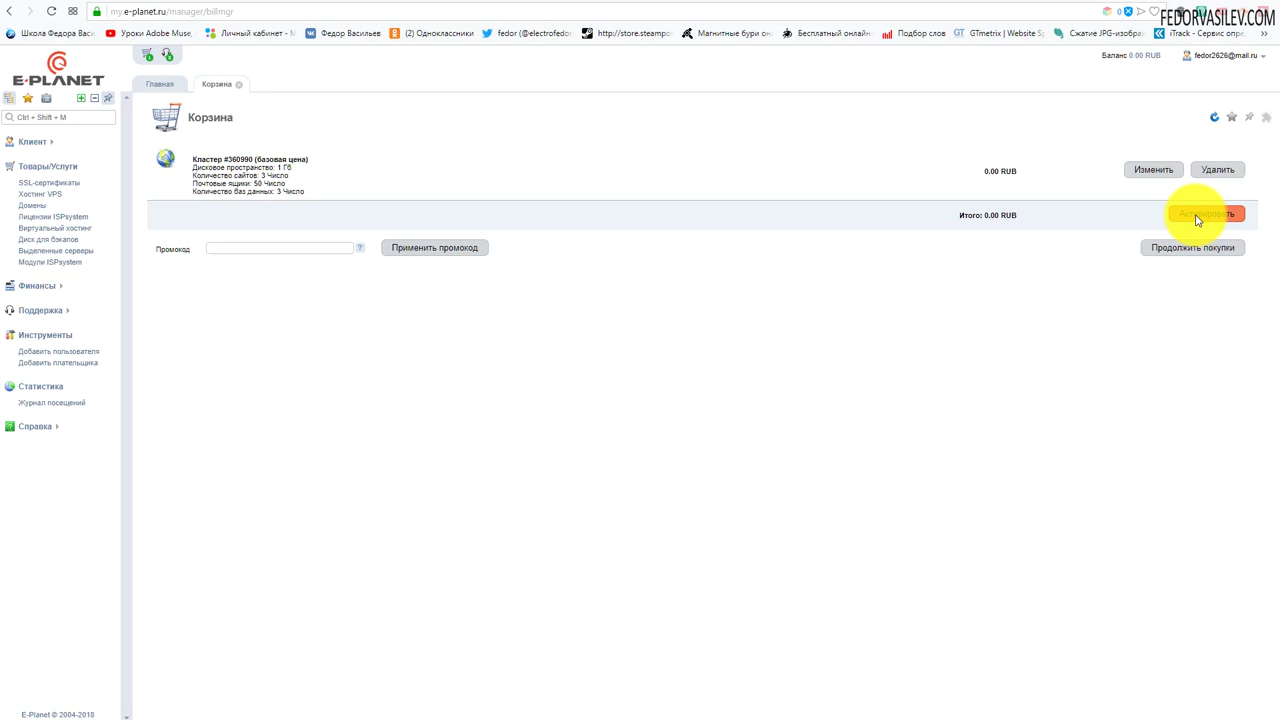 my.e-planet.ru/manager/billmgr
0
FEDORVASILEV.COM
Школа Федора Васи
Уроки Adobe Muse,
Личный кабинет - М
Федор Васильев
(2) Одноклассники
fedor (@electrofedo
http://store.steampo
Магнитные бури он
Бесплатный онлайн
Подбор слов
GTmetrix | Website Sp
Сжатие JPG-изобра
iTrack - Сервис опре
E-PLANET
Баланс 0.00 RUB
fedor2626@mail.ru
Главная
Корзина
Ctrl + Shift + M
Корзина
Клиент
Товары/Услуги
SSL-сертификаты
Хостинг VPS
Домены
Лицензии ISPsystem
Виртуальный хостинг
Диск для бэкапов
Выделенные серверы
Модули ISPsystem
Финансы
Поддержка
Инструменты
Добавить пользователя
Добавить плательщика
Статистика
Журнал посещений
Справка
Кластер #360990 (базовая цена)
Дисковое пространство: 1 Гб
Количество сайтов: 3 Число
Почтовые ящики: 50 Число
Количество баз данных: 3 Число
0.00 RUB
Изменить
Удалить
Итого: 0.00 RUB
Активировать
Промокод
?
Применить промокод
Продолжить покупки
E-Planet © 2004-2018